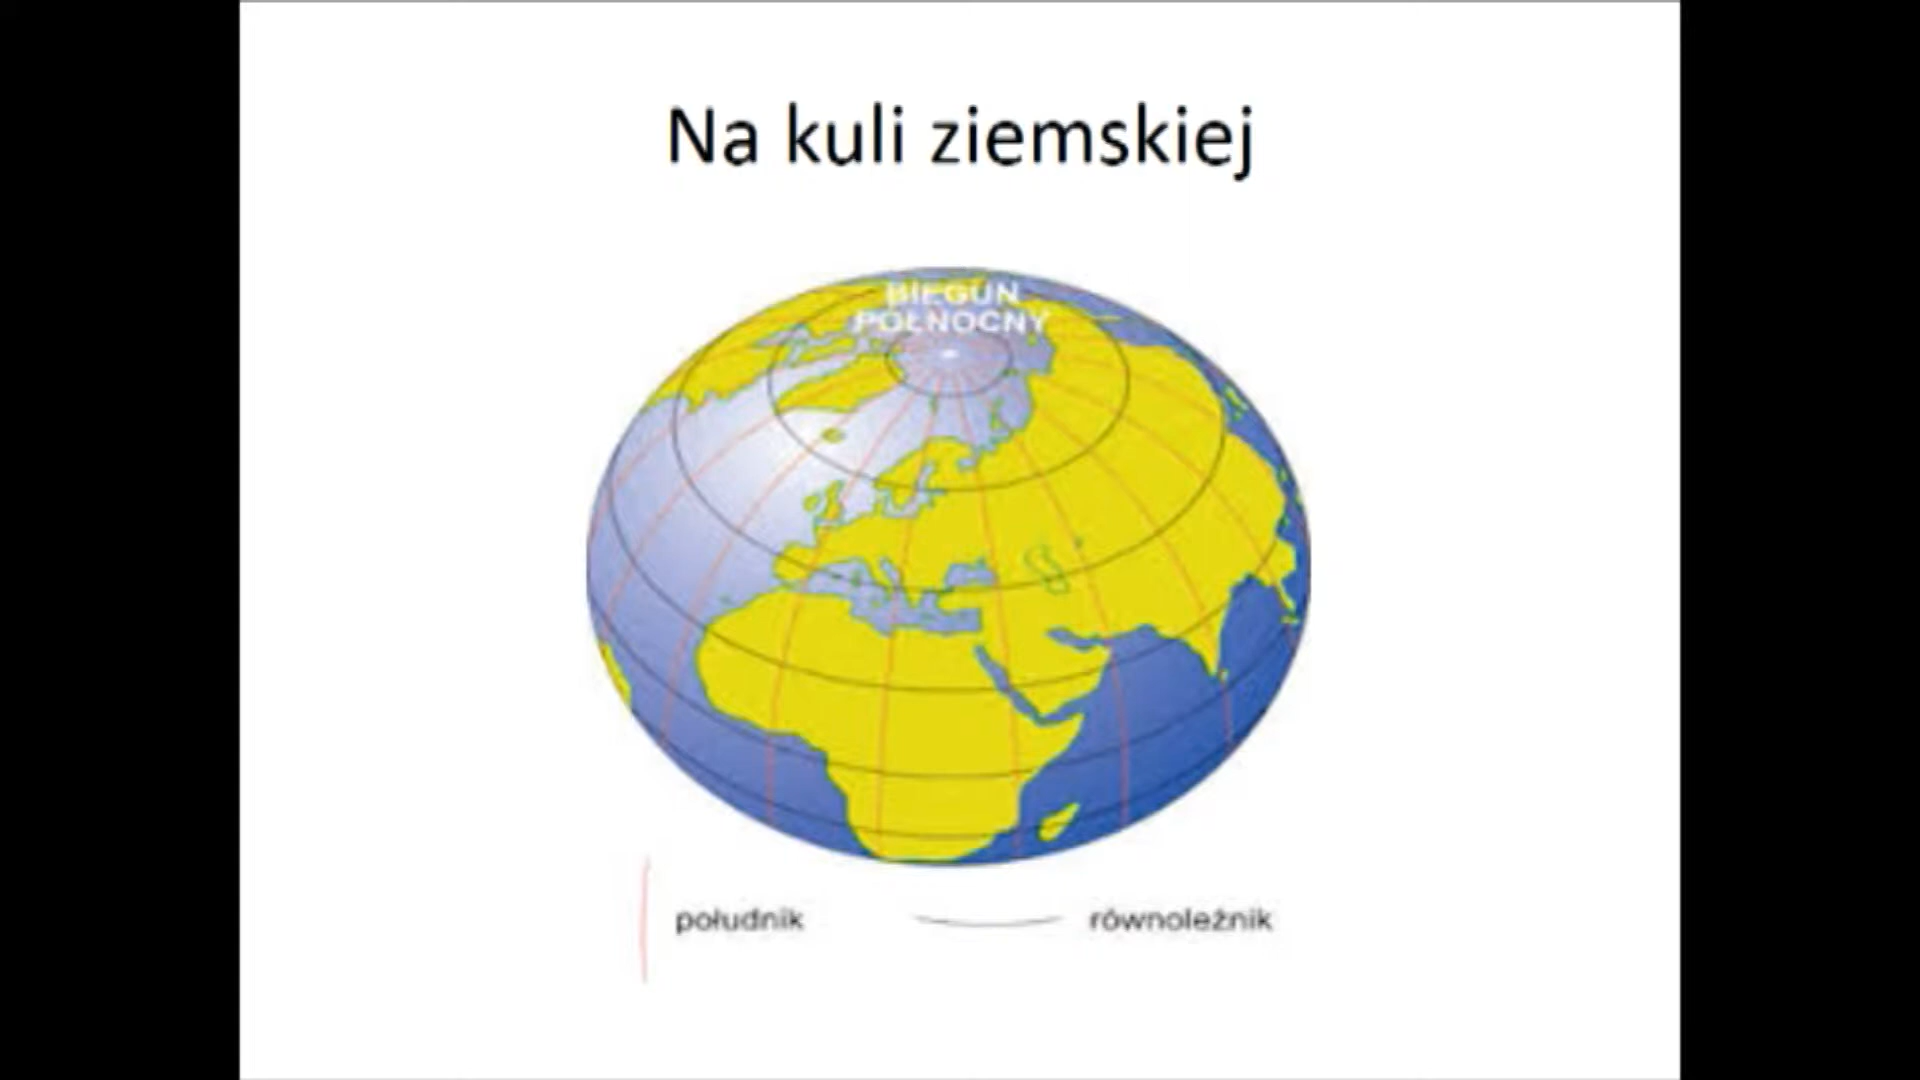 Na kuli ziemskiej
BIEGUN
PÓŁNOCNY
południk
równoleżnik